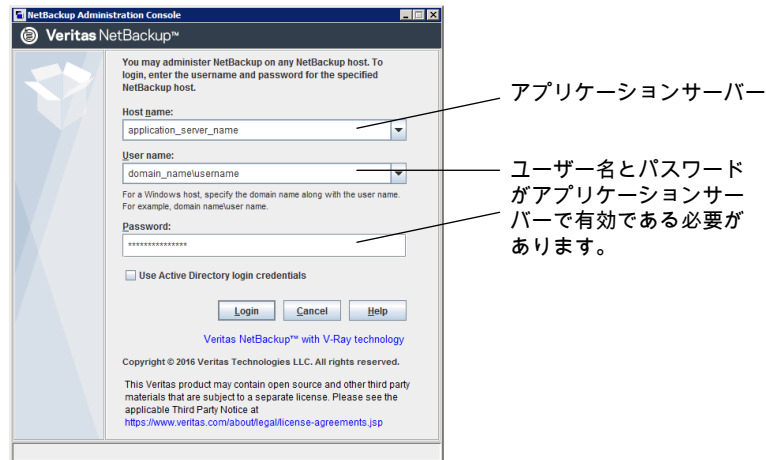 NetBackup Administration Console
Veritas NetBackup™
You may administer NetBackup on any NetBackup host. To
login, enter the username and password for the specified
NetBackup host.
Host name:
application_server_name
アプリケーションサーバー
User name:
domain_name\username
ユーザー名とパスワード
がアプリケーションサー
バーで有効である必要が
あります。
For a Windows host, specify the domain name along with the user name.
For example, domain name\user name.
Password:
***************
Use Active Directory login credentials
Login Cancel Help
Veritas NetBackup™ with V-Ray technology
Copyright © 2016 Veritas Technologies LLC. All rights reserved.
This Veritas product may contain open source and other third party
materials that are subject to a separate license. Please see the
applicable Third Party Notice at
https://www.veritas.com/about/legal/license-agreements.jsp